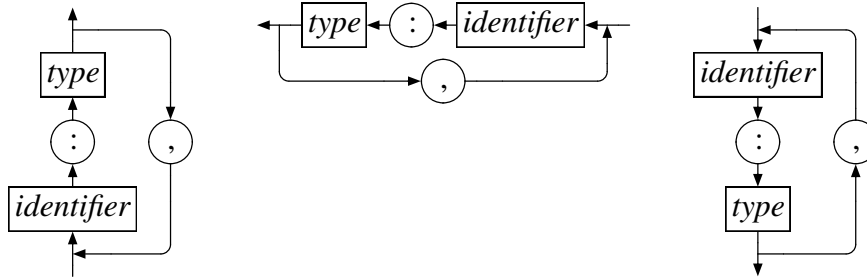 type
:
,
identifier
type : identifier
,
identifier
:
,
type